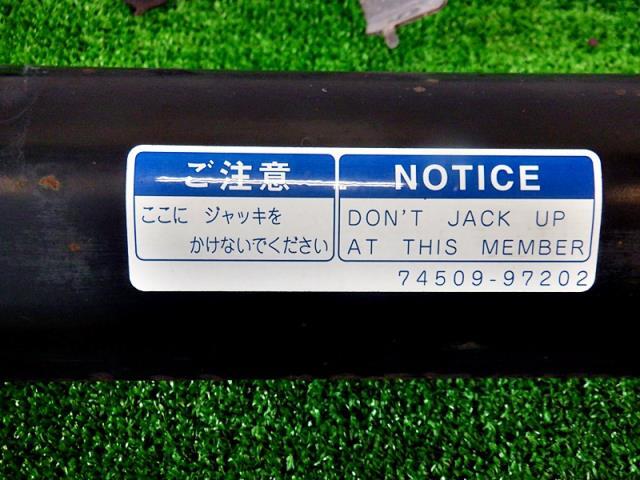 ご注意
ここに ジャッキを
かけないでください
NOTICE
DON'T JACK UP
AT THIS MEMBER
74509-97202